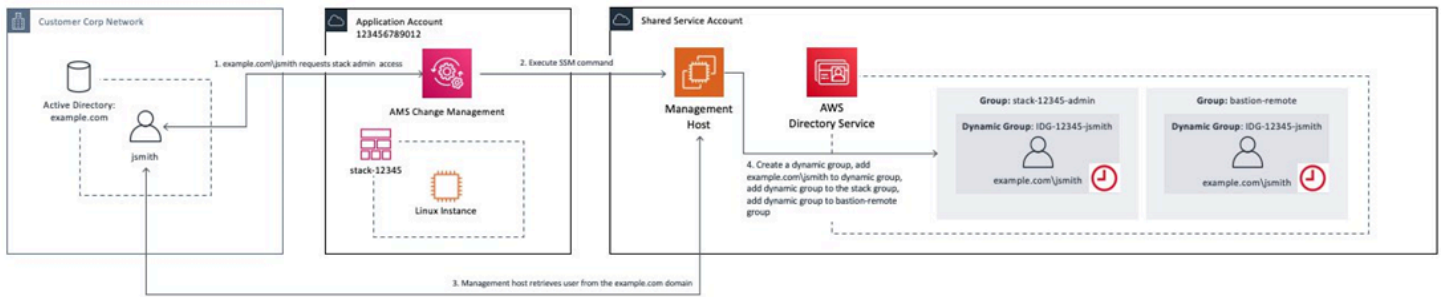 Customer Corp Network
Active Directory:
example.com
jsmith
1. example.com\jsmith requests stack admin access
Application Account
123456789012
AMS Change Management
stack-12345
Linux Instance
2. Execute SSM command
3. Management host retrieves user from the example.com domain
Shared Service Account
Management
Host
AWS
Directory Service
4. Create a dynamic group, add
example.com\jsmith to dynamic group,
add dynamic group to the stack group,
add dynamic group to bastion-remote
group
Group: stack-12345-admin
Dynamic Group: IDG-12345-jsmith
example.com\jsmith
Group: bastion-remote
Dynamic Group: IDG-12345-jsmith
example.com\jsmith